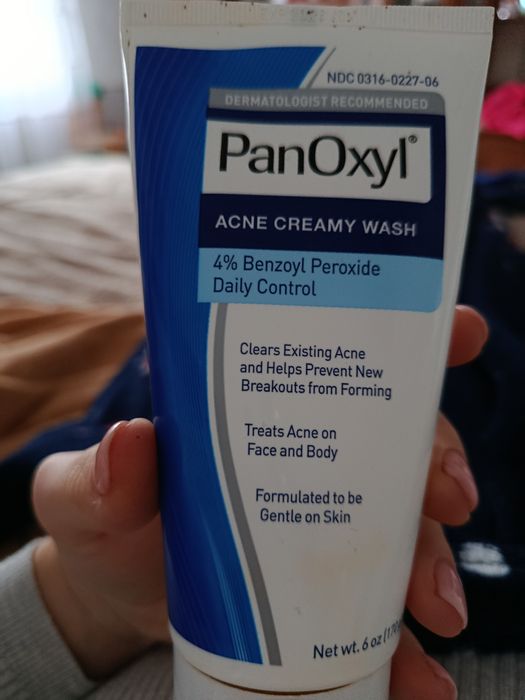 NDC 0316-0227-06
DERMATOLOGIST RECOMMENDED
PanOxyl®
ACNE CREAMY WASH
4% Benzoyl Peroxide
Daily Control
Clears Existing Acne
and Helps Prevent New
Breakouts from Forming
Treats Acne on
Face and Body
Formulated to be
Gentle on Skin
Net wt. 6 oz